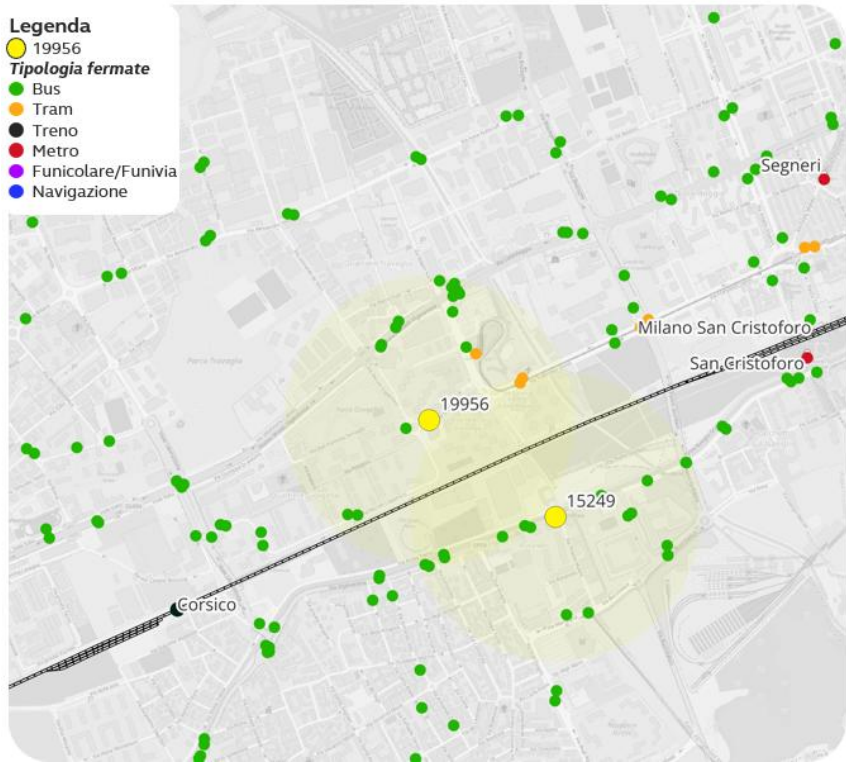 Legenda
19956
Tipologia fermate
Bus
Tram
Treno
Metro
Funicolare/Funivia
Navigazione
Segneri
Milano San Cristoforo
San Cristoforo
19956
15249
Corsico